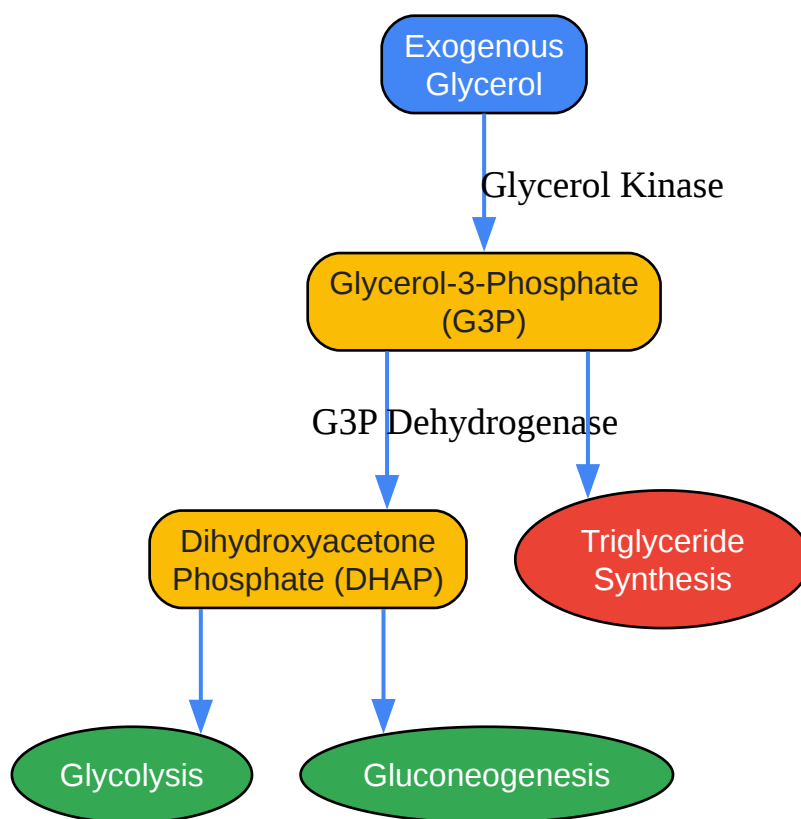 Exogenous
Glycerol
Glycerol Kinase
Glycerol-3-Phosphate
(G3P)
G3P Dehydrogenase
Dihydroxyacetone
Phosphate (DHAP)
Triglyceride
Synthesis
Glycolysis
Gluconeogenesis